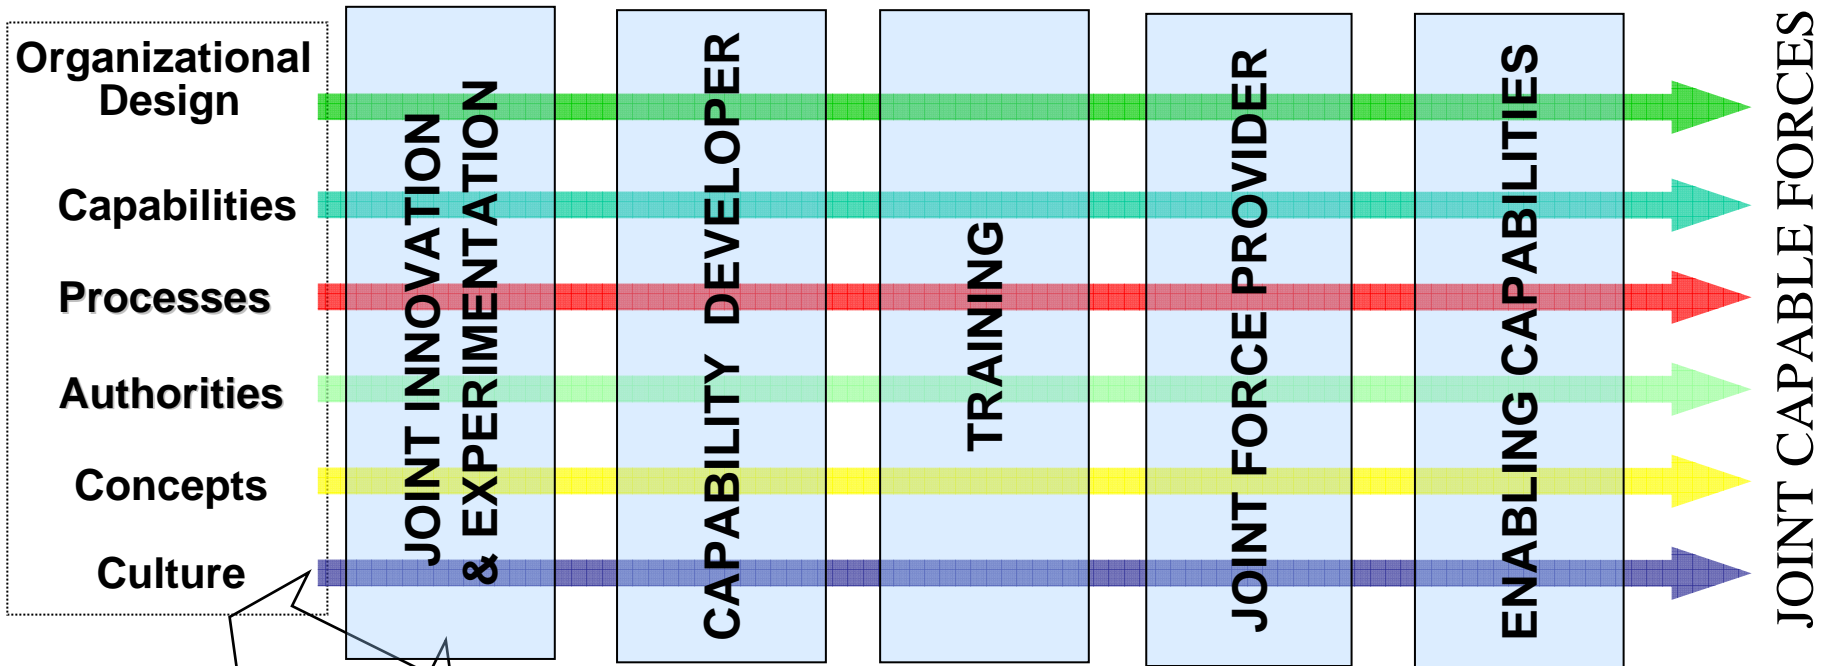 Organizational
Design
Capabilities
Processes
Authorities
Concepts
Culture
JOINT INNOVATION
& EXPERIMENTATION
CAPABILITY DEVELOPER
TRAINING
JOINT FORCE PROVIDER
ENABLING CAPABILITIES
JOINT CAPABLE FORCES